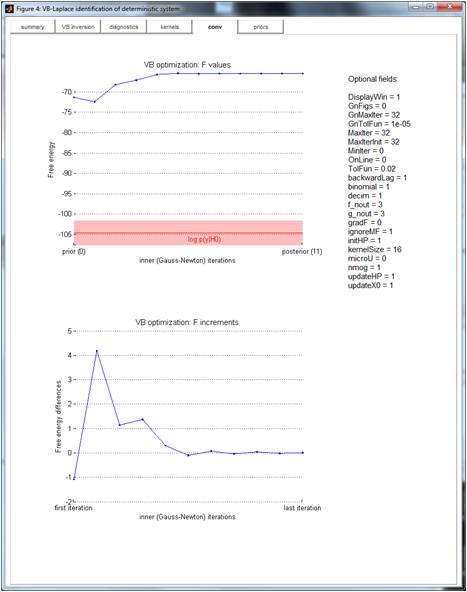 Figure 4: VB-Laplace identification of deterministic system
summary VB inversion diagnostics kernels conv priors
VB optimization: F values
Free energy
-70
-75
-80
-85
-90
-95
-100
-105
log p(y|H0)
prior (0) posterior (11)
inner (Gauss-Newton) iterations
Optional fields:
DisplayWin = 1
GnFigs = 0
GnMaxIter = 32
GnTolFun = 1e-05
MaxIter = 32
MaxIterInit = 32
MinIter = 0
OnLine = 0
TolFun = 0.02
backwardLag = 1
binomial = 1
decim = 1
f_nout = 3
g_nout = 3
gradF = 0
ignoreMF = 1
initHP = 1
kernelSize = 16
microU = 0
nmog = 1
updateHP = 1
updateX0 = 1
VB optimization: F increments
Free energy differences
5
4
3
2
1
0
-1
-2
first iteration last iteration
inner (Gauss-Newton) iterations